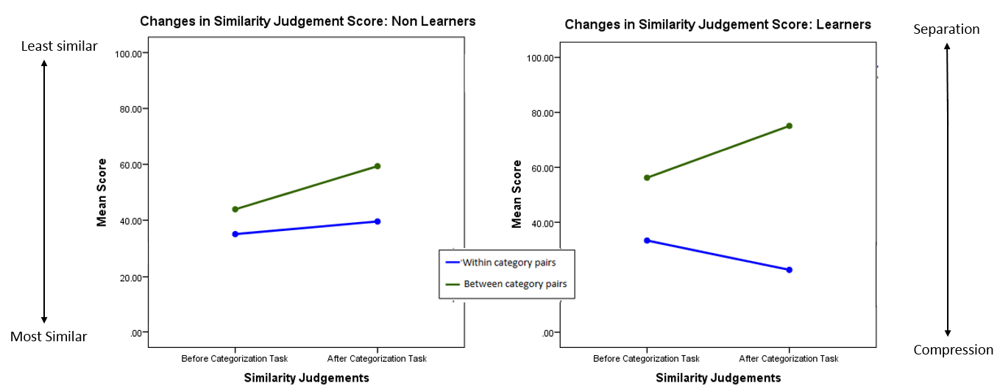 Changes in Similarity Judgement Score: Non Learners
Least similar
Most Similar
Mean Score
100.00
80.00
60.00
40.00
20.00
.00
Before Categorization Task
After Categorization Task
Similarity Judgements
Within category pairs
Between category pairs
Changes in Similarity Judgement Score: Learners
Mean Score
100.00
80.00
60.00
40.00
.00
Before Categorization Task
After Categorization Task
Similarity Judgements
Separation
Compression